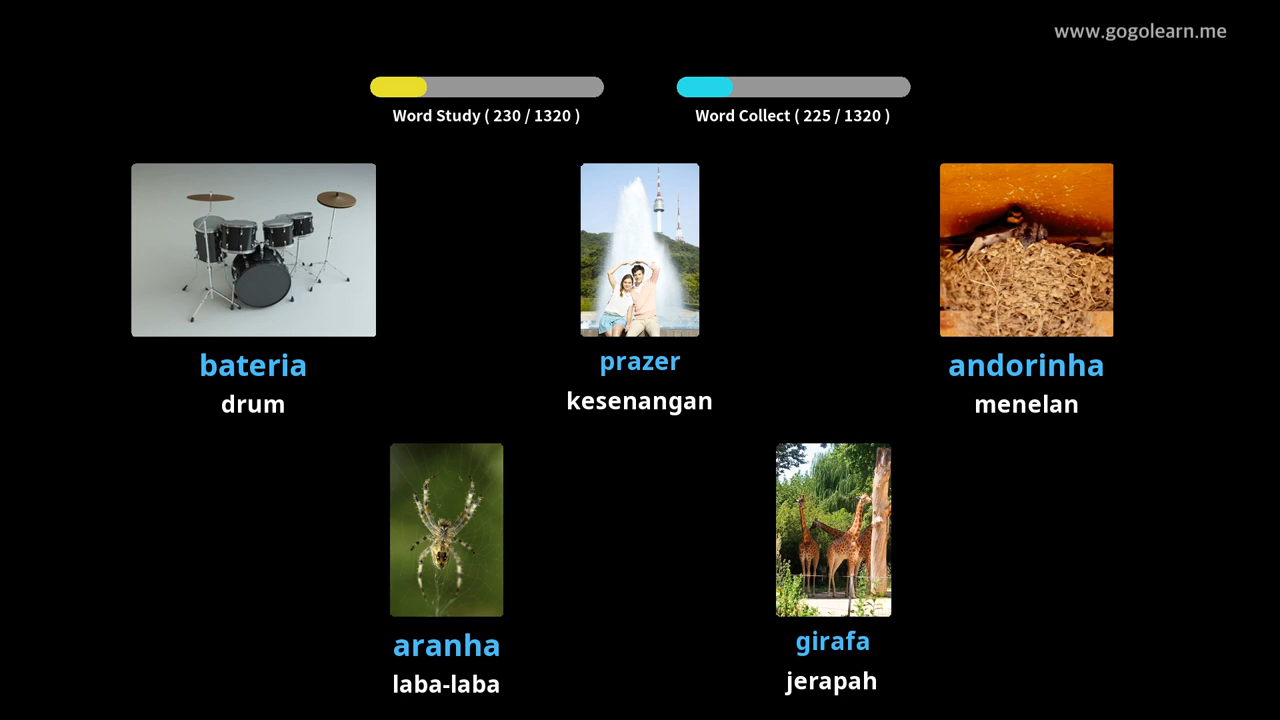 www.gogolearn.me
Word Study ( 230 / 1320 )
Word Collect ( 225 / 1320 )
bateria
drum
prazer
kesenangan
andorinha
menelan
aranha
laba-laba
girafa
jerapah